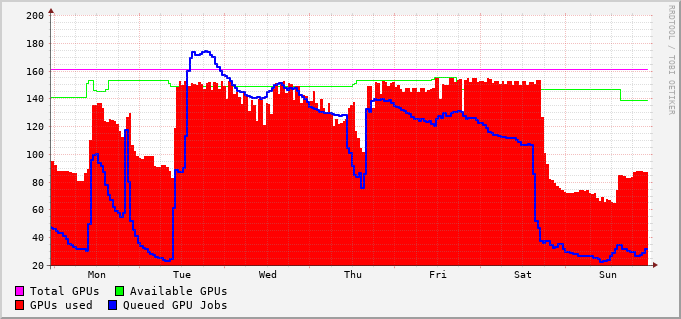 200
180
160
140
120
100
80
60
40
20
Mon Tue Wed Thu Fri Sat Sun
Total GPUs Available GPUs
GPUs used Queued GPU Jobs
RRDTOOL / TOBI OETIKER